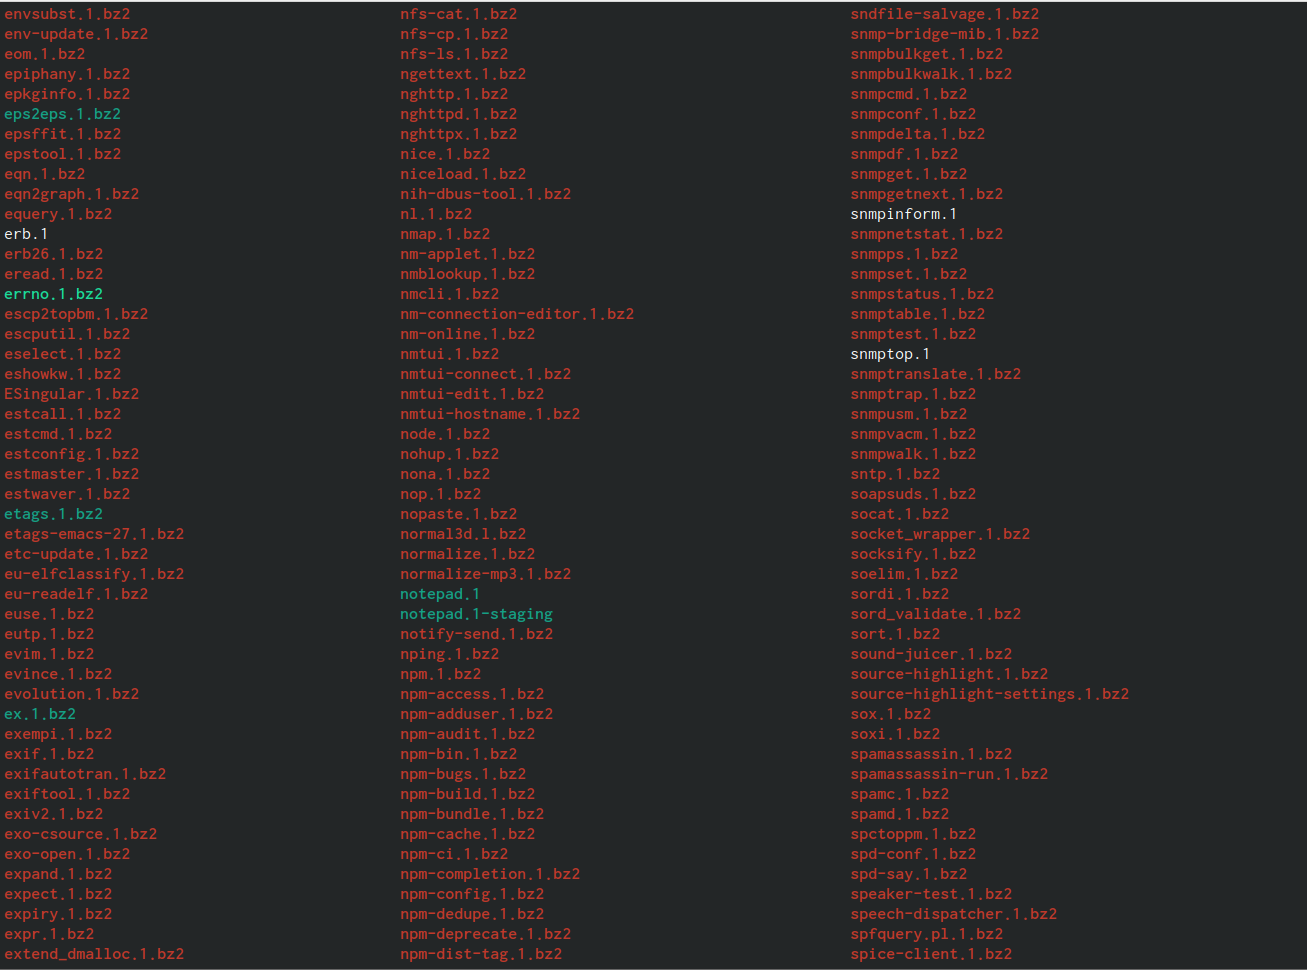 envsubst.1.bz2 nfs-cat.1.bz2 sndfile-salvage.1.bz2
env-update.1.bz2 nfs-cp.1.bz2 snmp-bridge-mib.1.bz2
eom.1.bz2 nfs-ls.1.bz2 snmpbulkget.1.bz2
epiphany.1.bz2 ngettext.1.bz2 snmpbulkwalk.1.bz2
epkginfo.1.bz2 nghttp.1.bz2 snmpcmd.1.bz2
eps2eps.1.bz2 nghttpd.1.bz2 snmpconf.1.bz2
epsffit.1.bz2 nghttpx.1.bz2 snmpdelta.1.bz2
epstool.1.bz2 nice.1.bz2 snmpdf.1.bz2
eqn.1.bz2 niceload.1.bz2 snmpget.1.bz2
eqn2graph.1.bz2 nih-dbus-tool.1.bz2 snmpgetnext.1.bz2
equery.1.bz2 nl.1.bz2 snmpinform.1
erb.1 nmap.1.bz2 snmpnetstat.1.bz2
erb26.1.bz2 nm-applet.1.bz2 snmpps.1.bz2
eread.1.bz2 nmblookup.1.bz2 snmpset.1.bz2
errno.1.bz2 nmcli.1.bz2 snmpstatus.1.bz2
escp2topbm.1.bz2 nm-connection-editor.1.bz2 snmptable.1.bz2
escputil.1.bz2 nm-online.1.bz2 snmptest.1.bz2
eselect.1.bz2 nmtui.1.bz2 snmptop.1
eshowkw.1.bz2 nmtui-connect.1.bz2 snmptranslate.1.bz2
ESingular.1.bz2 nmtui-edit.1.bz2 snmptrap.1.bz2
estcall.1.bz2 nmtui-hostname.1.bz2 snmpusm.1.bz2
estcmd.1.bz2 node.1.bz2 snmpvacm.1.bz2
estconfig.1.bz2 nohup.1.bz2 snmpwalk.1.bz2
estmaster.1.bz2 nona.1.bz2 sntp.1.bz2
estwaver.1.bz2 nop.1.bz2 soapsuds.1.bz2
etags.1.bz2 nopaste.1.bz2 socat.1.bz2
etags-emacs-27.1.bz2 normal3d.l.bz2 socket_wrapper.1.bz2
etc-update.1.bz2 normalize.1.bz2 socksify.1.bz2
eu-elfclassify.1.bz2 normalize-mp3.1.bz2 soelim.1.bz2
eu-readelf.1.bz2 notepad.1 sordi.1.bz2
euse.1.bz2 notepad.1-staging sord_validate.1.bz2
eutp.1.bz2 notify-send.1.bz2 sort.1.bz2
evim.1.bz2 nping.1.bz2 sound-juicer.1.bz2
evince.1.bz2 npm.1.bz2 source-highlight.1.bz2
evolution.1.bz2 npm-access.1.bz2 source-highlight-settings.1.bz2
ex.1.bz2 npm-adduser.1.bz2 sox.1.bz2
exempi.1.bz2 npm-audit.1.bz2 soxi.1.bz2
exif.1.bz2 npm-bin.1.bz2 spamassassin.1.bz2
exifautotran.1.bz2 npm-bugs.1.bz2 spamassassin-run.1.bz2
exiftool.1.bz2 npm-build.1.bz2 spamc.1.bz2
exiv2.1.bz2 npm-bundle.1.bz2 spamd.1.bz2
exo-csource.1.bz2 npm-cache.1.bz2 spctoppm.1.bz2
exo-open.1.bz2 npm-ci.1.bz2 spd-conf.1.bz2
expand.1.bz2 npm-completion.1.bz2 spd-say.1.bz2
expect.1.bz2 npm-config.1.bz2 speaker-test.1.bz2
expiry.1.bz2 npm-dedupe.1.bz2 speech-dispatcher.1.bz2
expr.1.bz2 npm-deprecate.1.bz2 spfquery.pl.1.bz2
extend_dmalloc.1.bz2 npm-dist-tag.1.bz2 spice-client.1.bz2